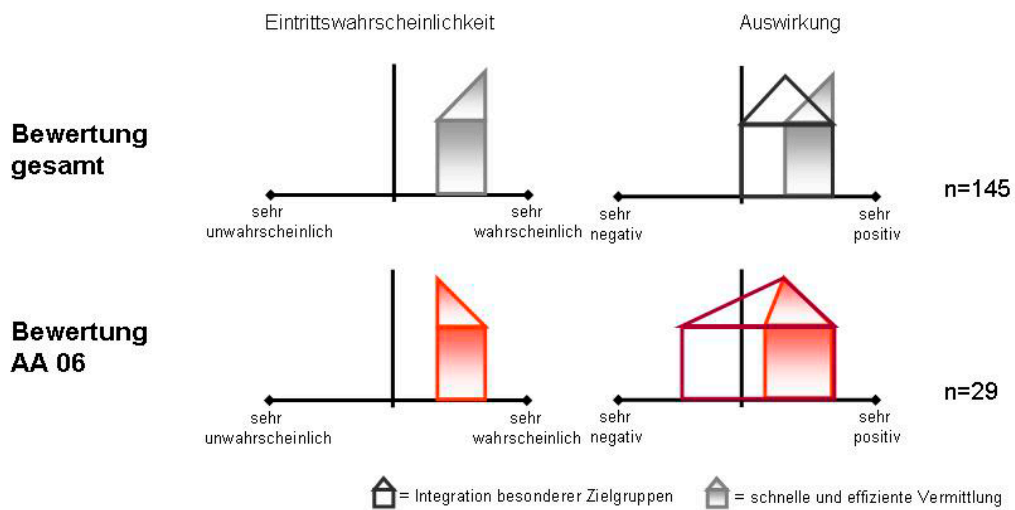 Eintrittswahrscheinlichkeit
Auswirkung
Bewertung
gesamt
n=145
sehr
unwahrscheinlich
sehr
wahrscheinlich
sehr
negativ
sehr
positiv
Bewertung
AA 06
n=29
sehr
unwahrscheinlich
sehr
wahrscheinlich
sehr
negativ
sehr
positiv
= Integration besonderer Zielgruppen
= schnelle und effiziente Vermittlung